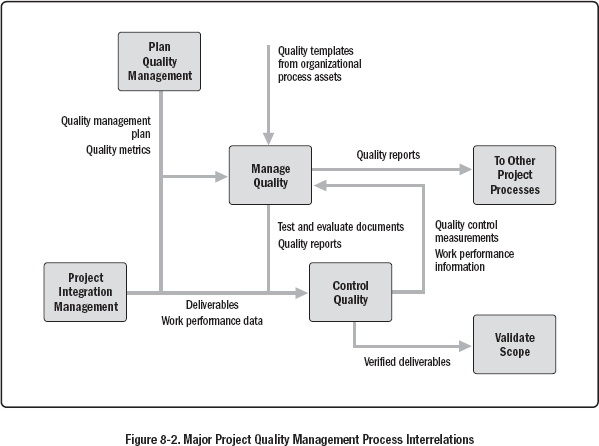 Plan
Quality
Management
Quality templates
from organizational
process assets
Quality management
plan
Quality metrics
Manage
Quality
Quality reports
To Other
Project
Processes
Test and evaluate documents
Quality reports
Quality control
measurements
Work performance
information
Project
Integration
Management
Deliverables
Work performance data
Control
Quality
Verified deliverables
Validate
Scope
Figure 8-2. Major Project Quality Management Process Interrelations